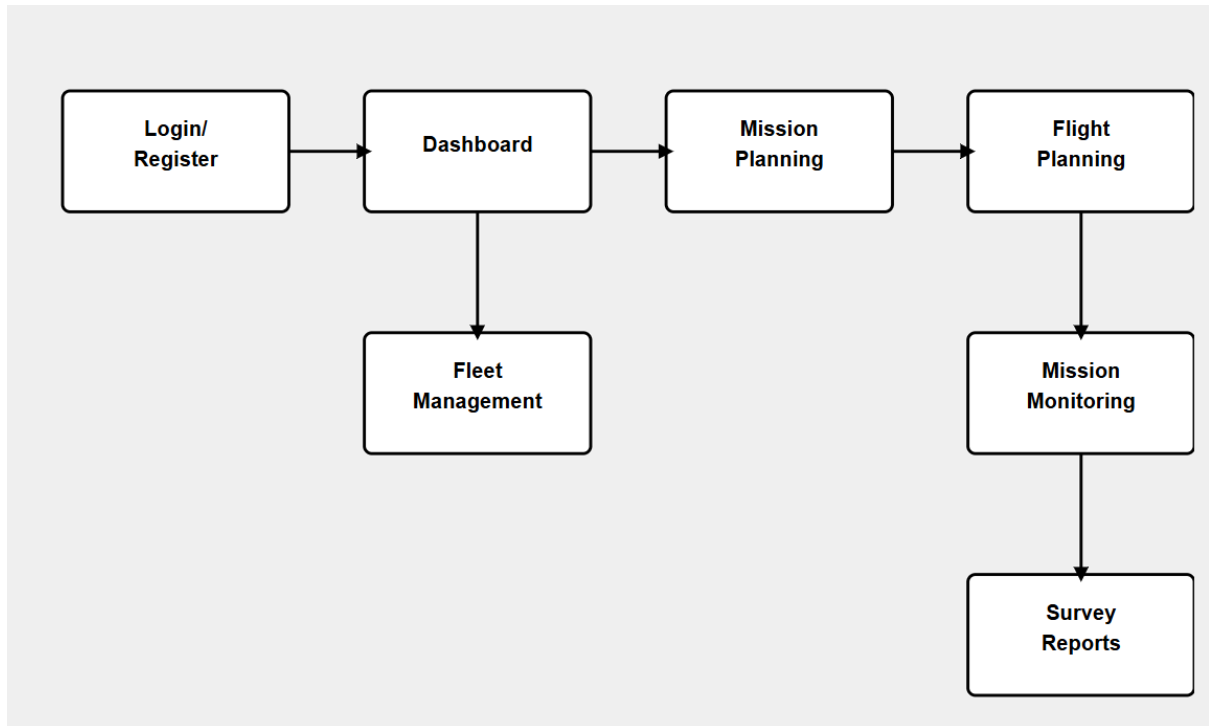 Login/
Register
Dashboard
Mission
Planning
Flight
Planning
Fleet
Management
Mission
Monitoring
Survey
Reports